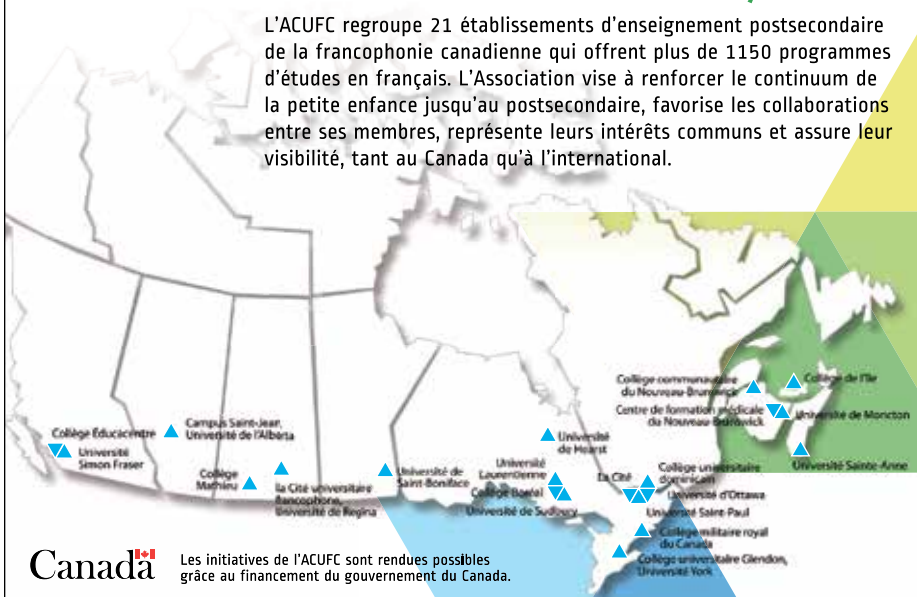 L'ACUFC regroupe 21 établissements d'enseignement postsecondaire
de la francophonie canadienne qui offrent plus de 1150 programmes
d'études en français. L'Association vise à renforcer le continuum de
la petite enfance jusqu'au postsecondaire, favorise les collaborations
entre ses membres, représente leurs intérêts communs et assure leur
visibilité, tant au Canada qu'à l'international.
Collège Éducacentre
Université
Simon Fraser
Campus Saint-Jean,
Université de l'Alberta
Collège
Mathieu
la Cité universitaire
francophone,
Université de Regina
Université de
Saint-Boniface
Université
de Hearst
Université
Laurentienne
Collège Boréal
Université de Sudbury
La Cité
Collège universitaire
dominicain
Université d'Ottawa
Université Saint-Paul
Collège militaire royal
du Canada
Collège universitaire Glendon,
Université York
Collège communautaire
du Nouveau-Brunswick
Centre de formation médicale
du Nouveau-Brunswick
Collège de l'Île
Université de Moncton
Université Sainte-Anne
Canada
Les initiatives de l'ACUFC sont rendues possibles
grâce au financement du gouvernement du Canada.